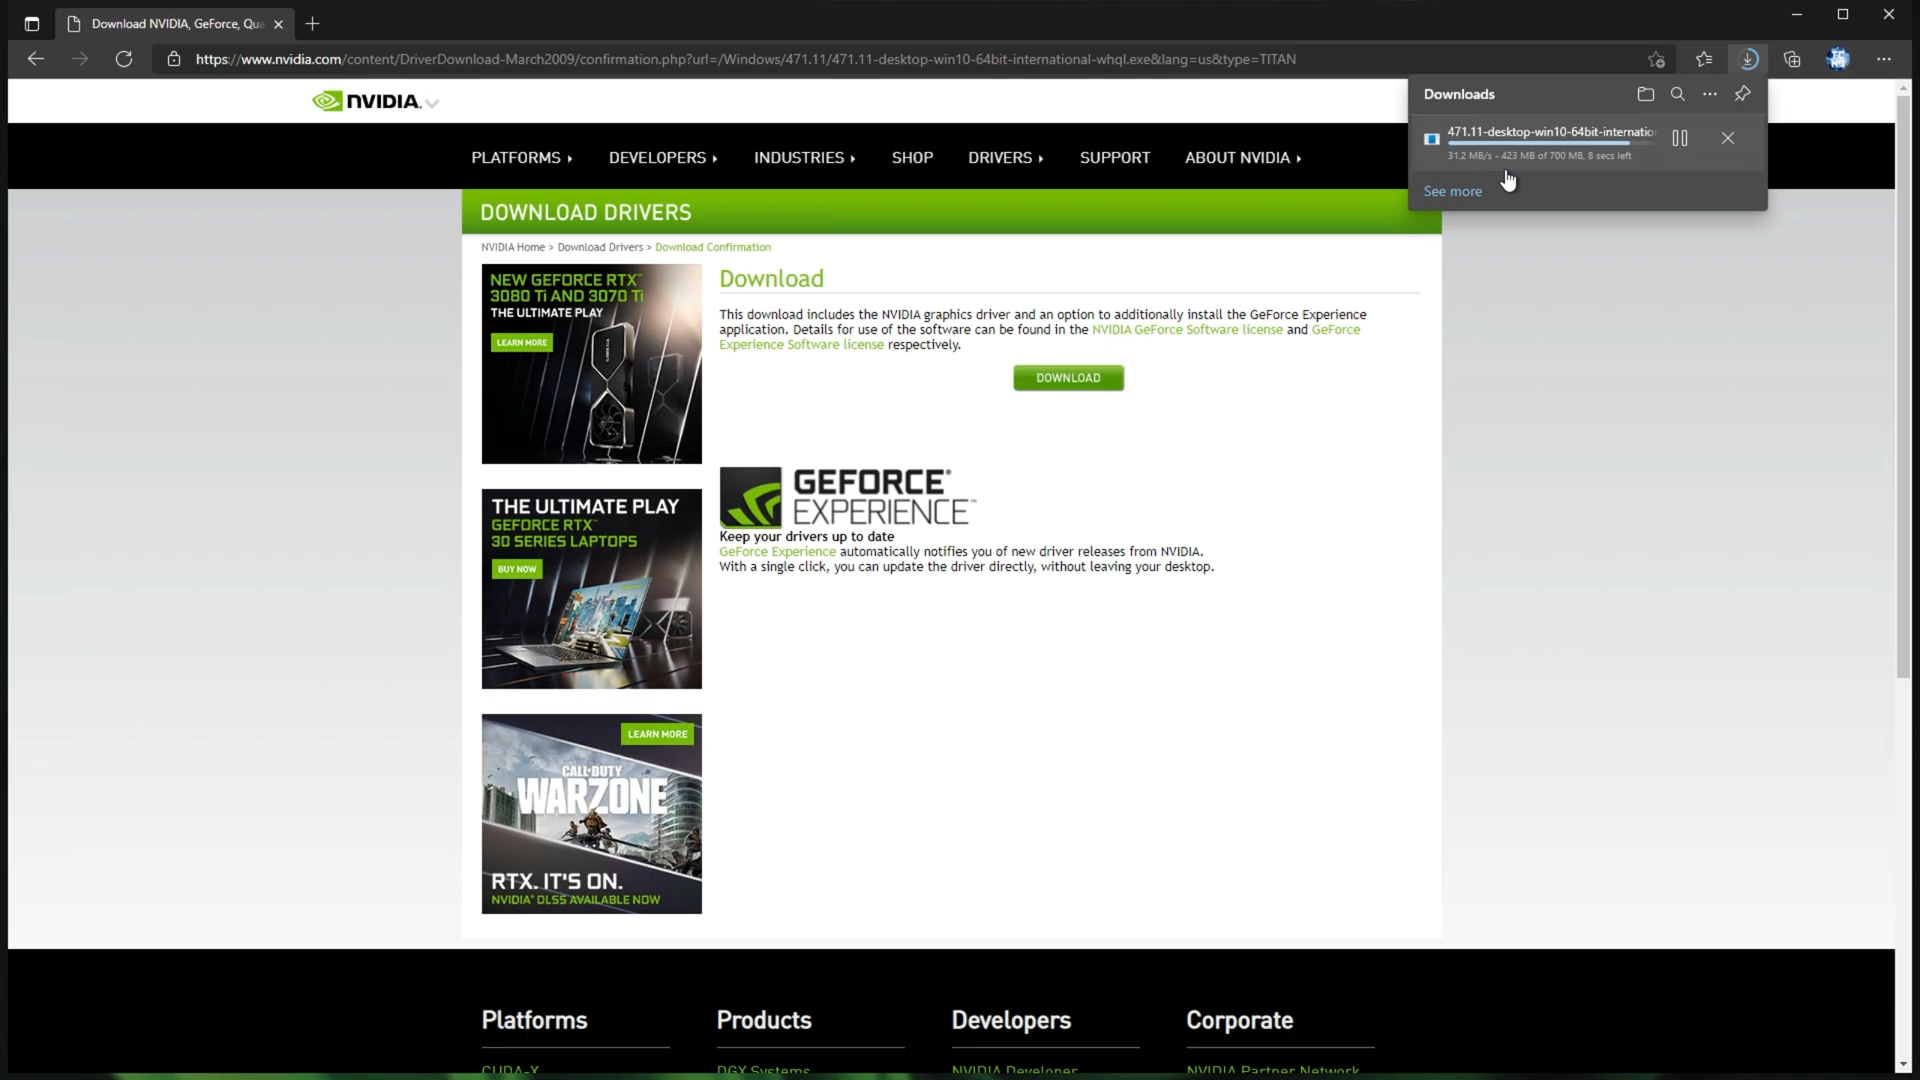 Download NVIDIA, GeForce, Qua
https://www.nvidia.com/content/DriverDownload-March2009/confirmation.php?url=/Windows/471.11/471.11-desktop-win10-64bit-international-whql.exe&lang=us&type=TITAN
NVIDIA.
Downloads
471.11-desktop-win10-64bit-internatio
31.2 MB/s - 423 MB of 700 MB, 8 secs left
See more
PLATFORMS DEVELOPERS INDUSTRIES SHOP DRIVERS SUPPORT ABOUT NVIDIA
DOWNLOAD DRIVERS
NVIDIA Home > Download Drivers > Download Confirmation
NEW GEFORCE RTX™
3080 Ti AND 3070 Ti
THE ULTIMATE PLAY
LEARN MORE
Download
This download includes the NVIDIA graphics driver and an option to additionally install the GeForce Experience
application. Details for use of the software can be found in the NVIDIA GeForce Software license and GeForce
Experience Software license respectively.
DOWNLOAD
GEFORCE®
EXPERIENCE™
Keep your drivers up to date
GeForce Experience automatically notifies you of new driver releases from NVIDIA.
With a single click, you can update the driver directly, without leaving your desktop.
THE ULTIMATE PLAY
GEFORCE RTX™
30 SERIES LAPTOPS
BUY NOW
LEARN MORE
CALL OF DUTY
WARZONE
RTX. IT'S ON.
NVIDIA® DLSS AVAILABLE NOW
Platforms Products Developers Corporate
CUDA-X DGX Systems NVIDIA Developer NVIDIA Partner Network